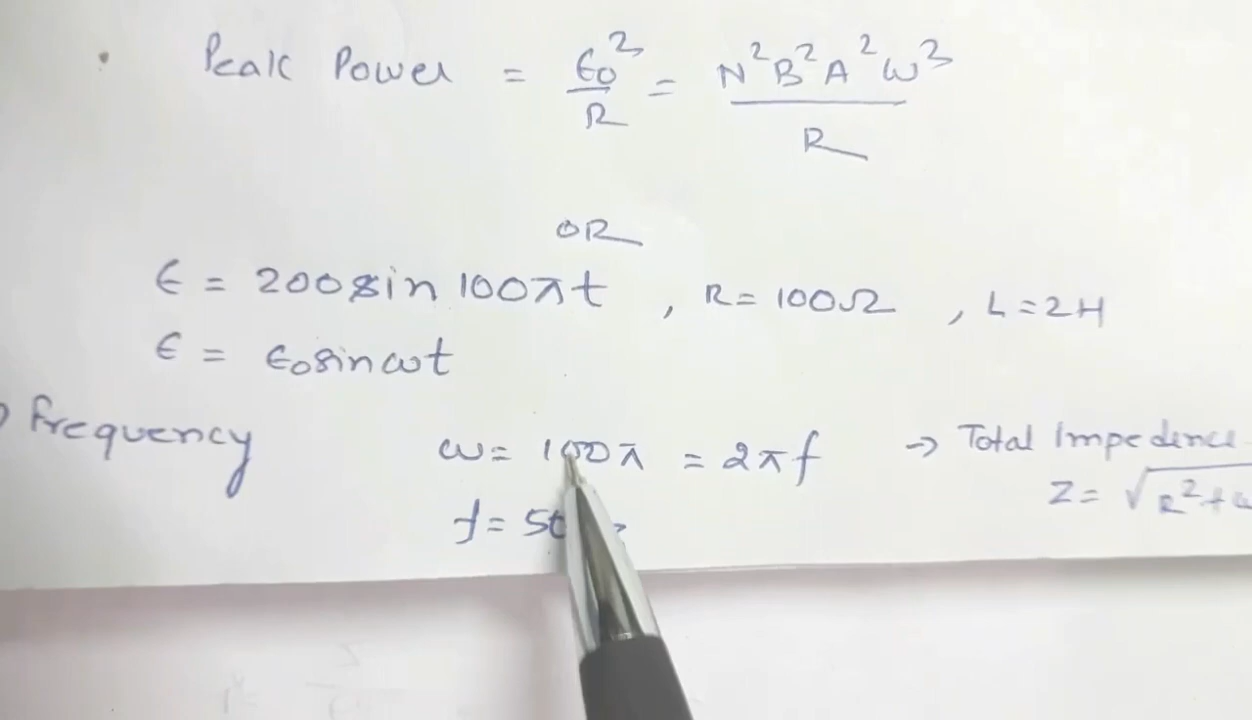 Peak Power = ϵ₀²/R = N²B²A²ω²/R
OR
ϵ = 200 sin 100πt , R = 100Ω , L = 2H
ϵ = ϵ₀ sin ωt
Frequency
ω = 100π = 2πf
f = 50
→ Total Impedence
Z = √R² +